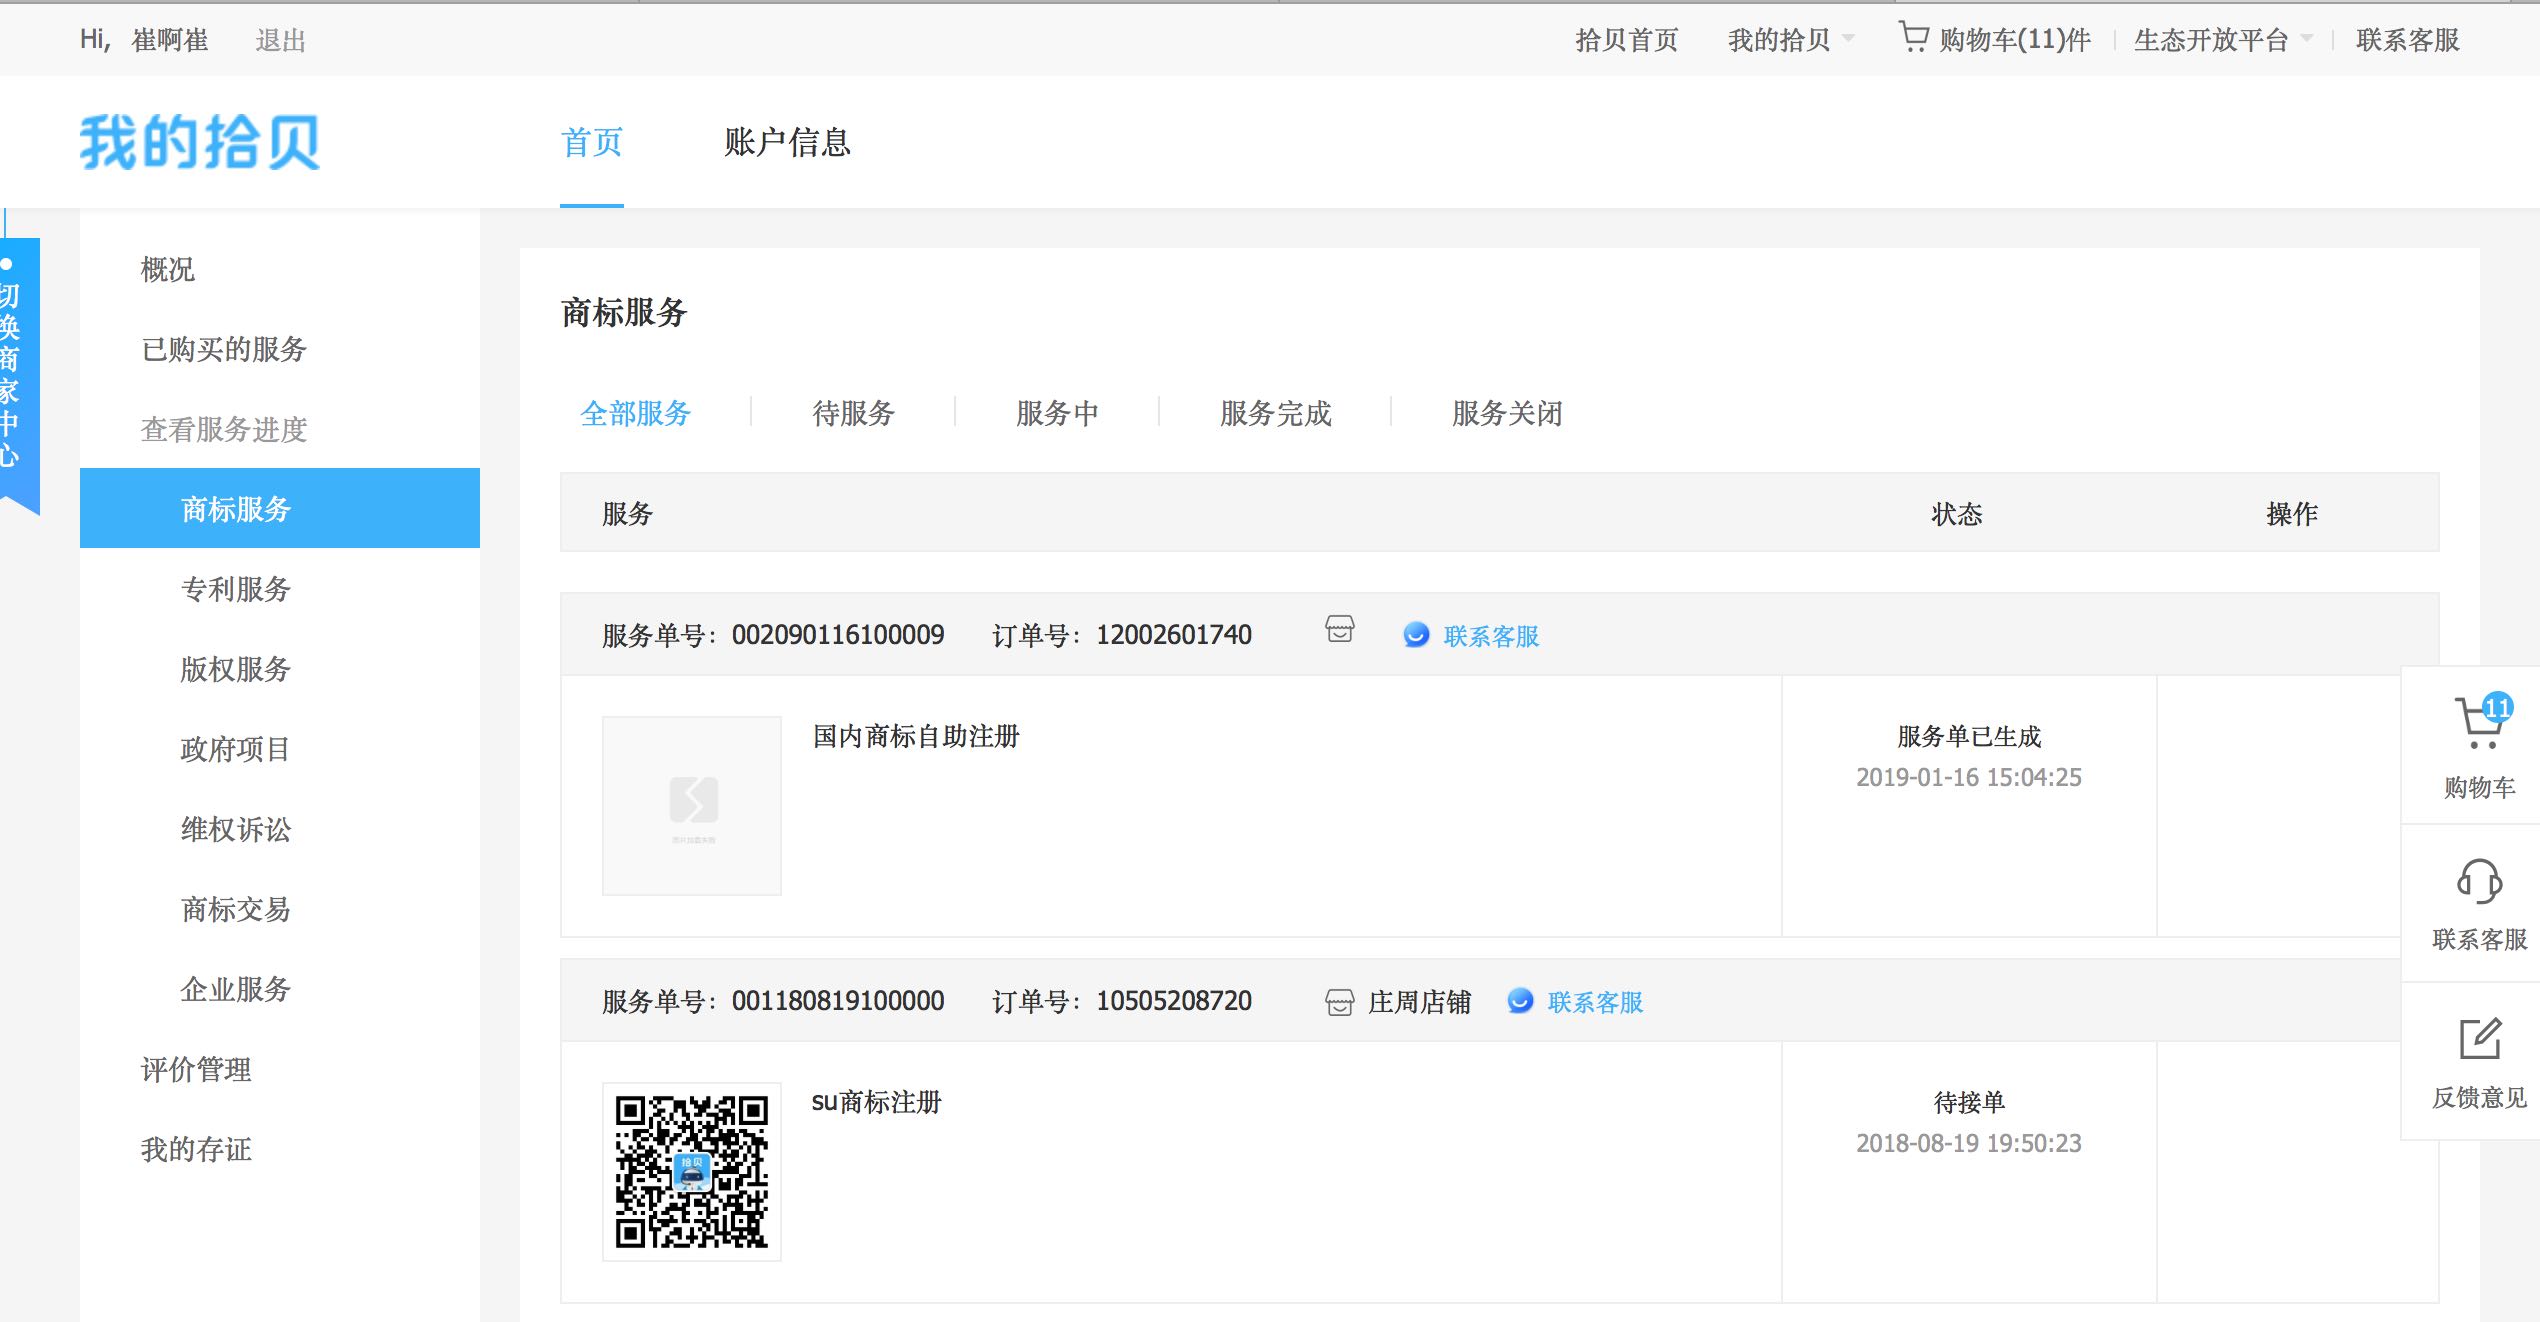 Hi, 崔啊崔 退出 拾贝首页 我的拾贝 购物车(11)件 生态开放平台 联系客服
我的拾贝 首页 账户信息
切换商家中心
概况
已购买的服务
查看服务进度
商标服务
专利服务
版权服务
政府项目
维权诉讼
商标交易
企业服务
评价管理
我的存证
商标服务
全部服务 待服务 服务中 服务完成 服务关闭
服务 状态 操作
服务单号：002090116100009 订单号：12002601740 联系客服
国内商标自助注册 服务单已生成
2019-01-16 15:04:25
图片加载失败
服务单号：001180819100000 订单号：10505208720 庄周店铺 联系客服
su商标注册 待接单
2018-08-19 19:50:23
拾贝
11
购物车
联系客服
反馈意见